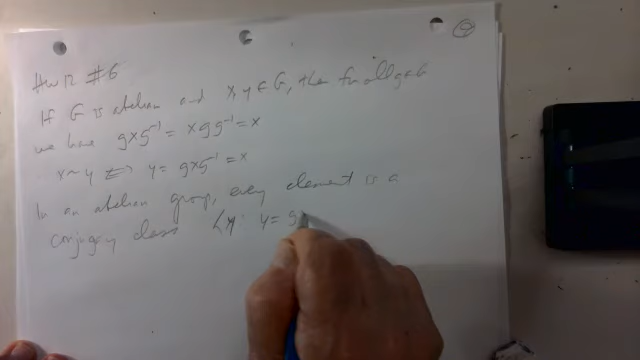 HW 12 #6
If G is abelian and x, y ∈ G, then for all g ∈ G
we have gxg⁻¹ = xgg⁻¹ = x
x ~ y ⟺ y = gxg⁻¹ = x
In an abelian group, every element is a
conjugacy class {y: y = g